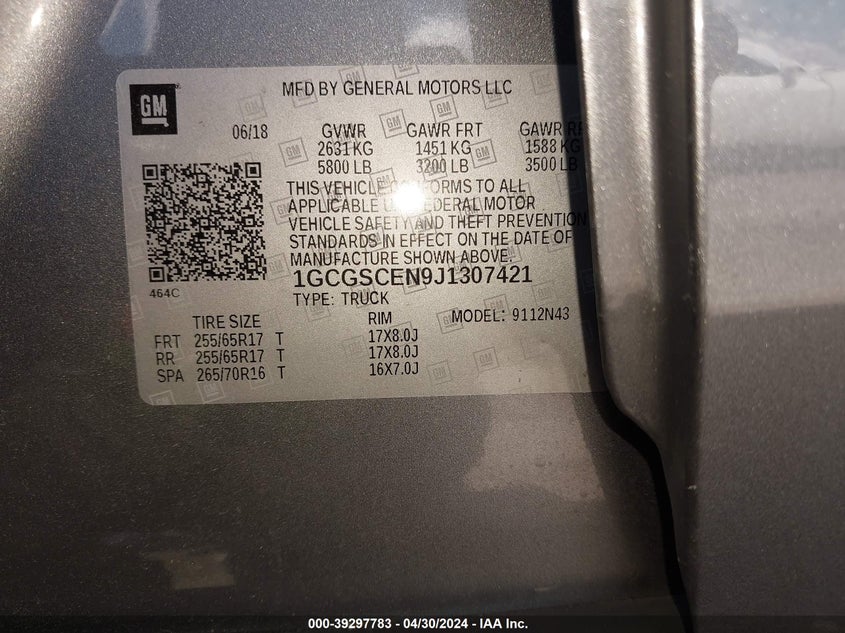 GM
MFD BY GENERAL MOTORS LLC
06/18 GVWR GAWR FRT GAWR
2631 KG 1451 KG 1588 KG
5800 LB 3200 LB 3500 LB
THIS VEHICLE CONFORMS TO ALL
APPLICABLE FEDERAL MOTOR
VEHICLE SAFETY AND THEFT PREVENTION
STANDARDS IN EFFECT ON THE DATE OF
MANUFACTURE SHOWN ABOVE.
1GCGSCEN9J1307421
464C
TYPE: TRUCK
TIRE SIZE RIM MODEL: 9112N43
FRT 255/65R17 T 17X8.0J
RR 255/65R17 T 17X8.0J
SPA 265/70R16 T 16X7.0J
000-39297783 - 04/30/2024 - IAA Inc.